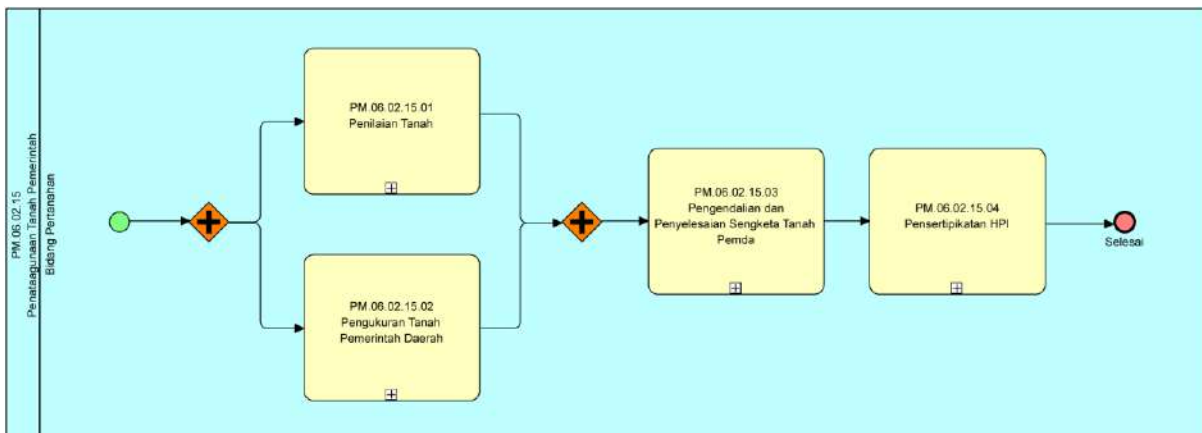 PM.06.02.15
Penataagunaan Tanah Pemerintah
Bidang Pertanahan
PM.06.02.15.01
Penilaian Tanah
PM.06.02.15.02
Pengukuran Tanah
Pemerintah Daerah
PM.06.02.15.03
Pengendalian dan
Penyelesaian Sengketa Tanah
Pemda
PM.06.02.15.04
Pensertipikatan HPl
Selesai